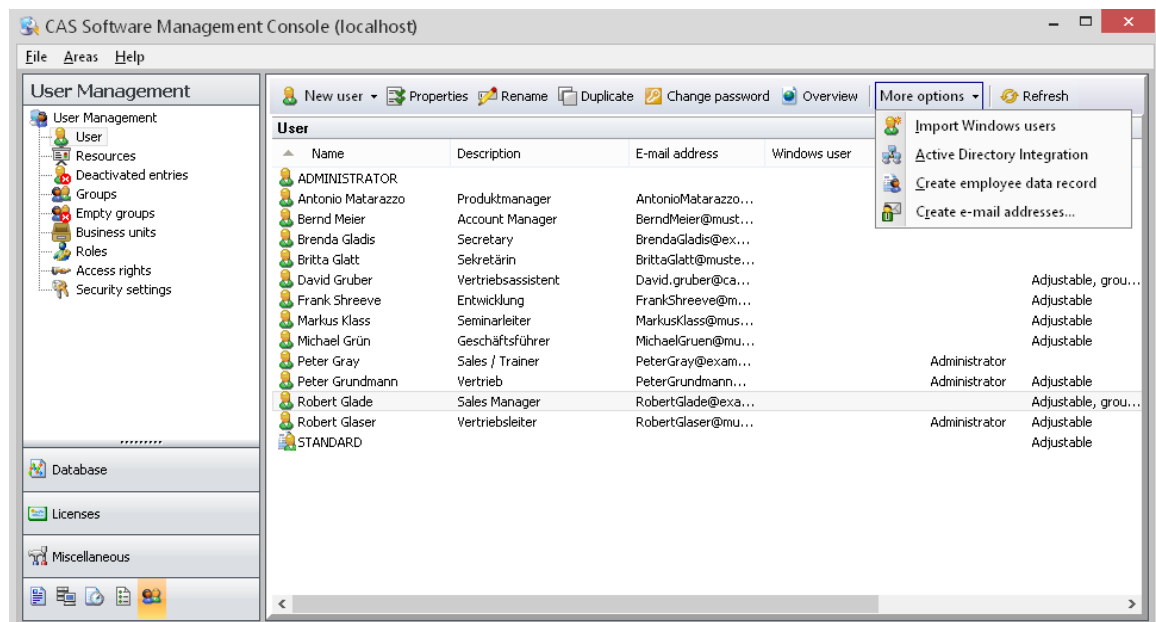 CAS Software Management Console (localhost)
File Areas Help
User Management
User Management
User
Resources
Deactivated entries
Groups
Empty groups
Business units
Roles
Access rights
Security settings
Database
Licenses
Miscellaneous
New user Properties Rename Duplicate Change password Overview More options Refresh
Import Windows users
Active Directory Integration
Create employee data record
Create e-mail addresses...
User
Name Description E-mail address Windows user
ADMINISTRATOR
Antonio Matarazzo Produktmanager AntonioMatarazzo...
Bernd Meier Account Manager BerndMeier@must...
Brenda Gladis Secretary BrendaGladis@ex...
Britta Glatt Sekretärin BrittaGlatt@muste...
David Gruber Vertriebsassistent David.gruber@ca... Adjustable, grou...
Frank Shreeve Entwicklung FrankShreeve@m... Adjustable
Markus Klass Seminarleiter MarkusKlass@mus... Adjustable
Michael Grün Geschäftsführer MichaelGruen@mu... Adjustable
Peter Gray Sales / Trainer PeterGray@exam... Administrator
Peter Grundmann Vertrieb PeterGrundmann... Administrator Adjustable
Robert Glade Sales Manager RobertGlade@exa... Adjustable, grou...
Robert Glaser Vertriebsleiter RobertGlaser@mu... Administrator Adjustable
STANDARD Adjustable